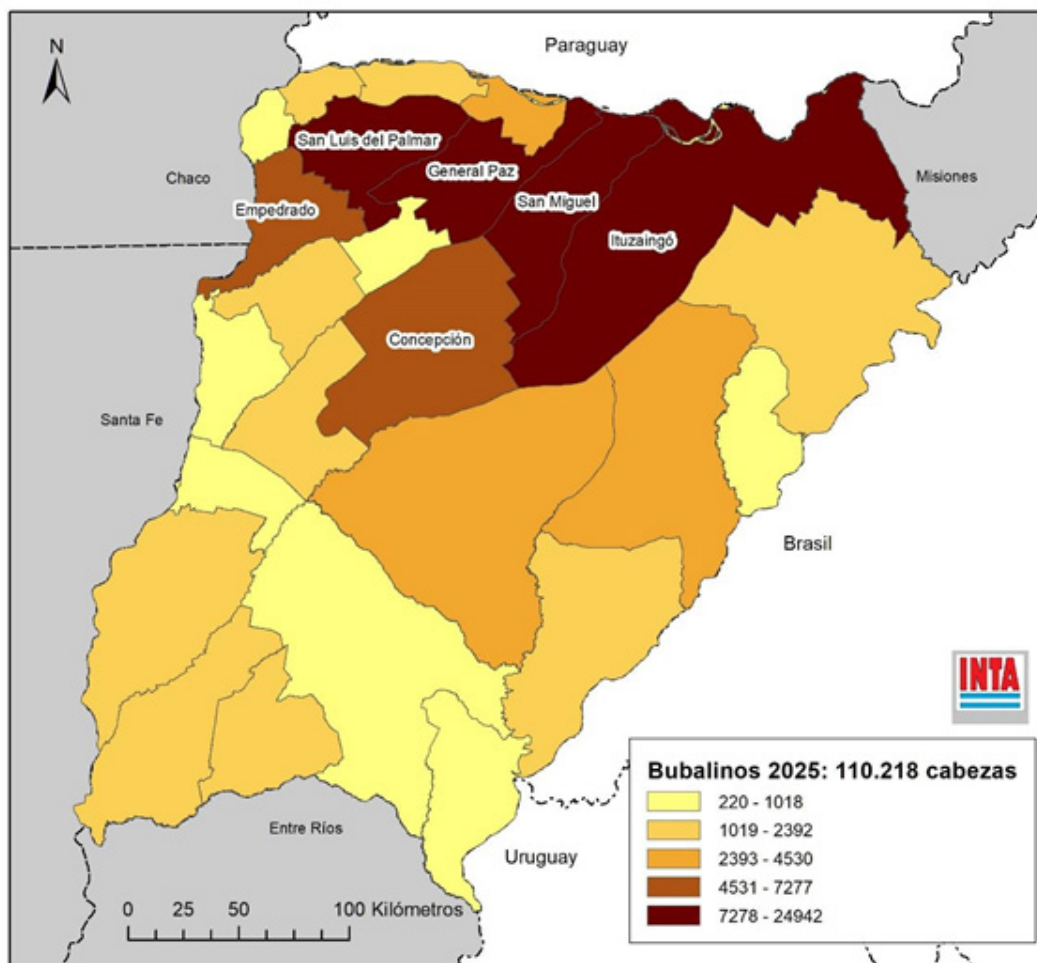 N
Paraguay
Chaco
San Luis del Palmar
General Paz
Misiones
Empedrado
San Miguel
Ituzaingó
Concepción
Santa Fe
Brasil
INTA
Entre Ríos
Uruguay
0 25 50 100 Kilómetros
Bubalinos 2025: 110.218 cabezas
220 - 1018
1019 - 2392
2393 - 4530
4531 - 7277
7278 - 24942